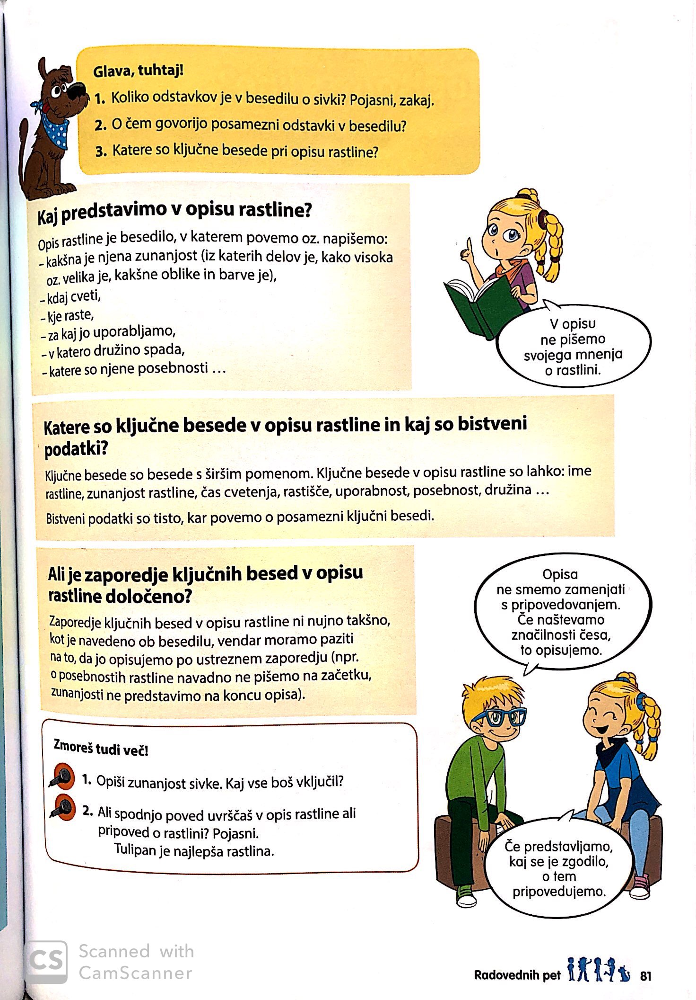 Glava, tuhtaj!
1. Koliko odstavkov je v besedilu o sivki? Pojasni, zakaj.
2. O čem govorijo posamezni odstavki v besedilu?
3. Katere so ključne besede pri opisu rastline?
Kaj predstavimo v opisu rastline?
Opis rastline je besedilo, v katerem povemo oz. napišemo:
- kakšna je njena zunanjost (iz katerih delov je, kako visoka
oz. velika je, kakšne oblike in barve je),
- kdaj cveti,
- kje raste,
- za kaj jo uporabljamo,
- v katero družino spada,
- katere so njene posebnosti ...
V opisu
ne pišemo
svojega mnenja
o rastlini.
Katere so ključne besede v opisu rastline in kaj so bistveni
podatki?
Ključne besede so besede s širšim pomenom. Ključne besede v opisu rastline so lahko: ime
rastline, zunanjost rastline, čas cvetenja, rastišče, uporabnost, posebnost, družina ...
Bistveni podatki so tisto, kar povemo o posamezni ključni besedi.
Ali je zaporedje ključnih besed v opisu
rastline določeno?
Zaporedje ključnih besed v opisu rastline ni nujno takšno,
kot je navedeno ob besedilu, vendar moramo paziti
na to, da jo opisujemo po ustreznem zaporedju (npr.
o posebnostih rastline navadno ne pišemo na začetku,
zunanjosti ne predstavimo na koncu opisa).
Opisa
ne smemo zamenjati
s pripovedovanjem.
Če naštevamo
značilnosti česa,
to opisujemo.
Zmoreš tudi več!
1. Opiši zunanjost sivke. Kaj vse boš vključil?
2. Ali spodnjo poved uvrščaš v opis rastline ali
pripoved o rastlini? Pojasni.
Tulipan je najlepša rastlina.
Če predstavljamo,
kaj se je zgodilo,
o tem
pripovedujemo.
CS Scanned with
CamScanner
Radovednih pet 81